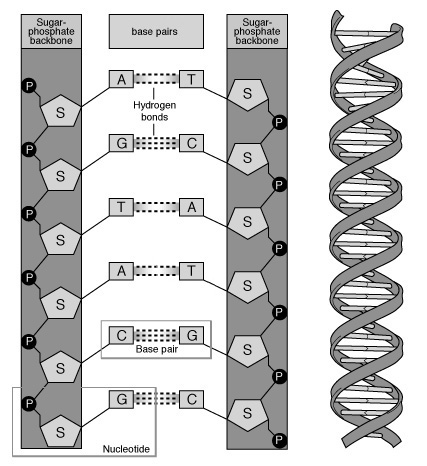 Sugar-
phosphate
backbone
base pairs
Sugar-
phosphate
backbone
P
A T
S
S
Hydrogen
bonds
P
G C
P
S
S
P
T A
P
S
S
P
A T
P
S
S
P
C G
P
Base pair
S
S
P
G C
P
S
S
Nucleotide
P